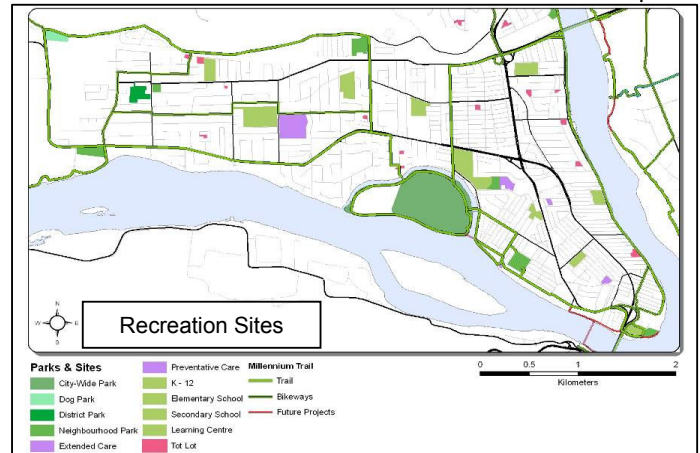 N
W E
S
Recreation Sites
Parks & Sites
City-Wide Park
Dog Park
District Park
Neighbourhood Park
Extended Care
Preventative Care
K - 12
Elementary School
Secondary School
Learning Centre
Tot Lot
Millennium Trail
Trail
Bikeways
Future Projects
0 0.5 1 2
Kilometers